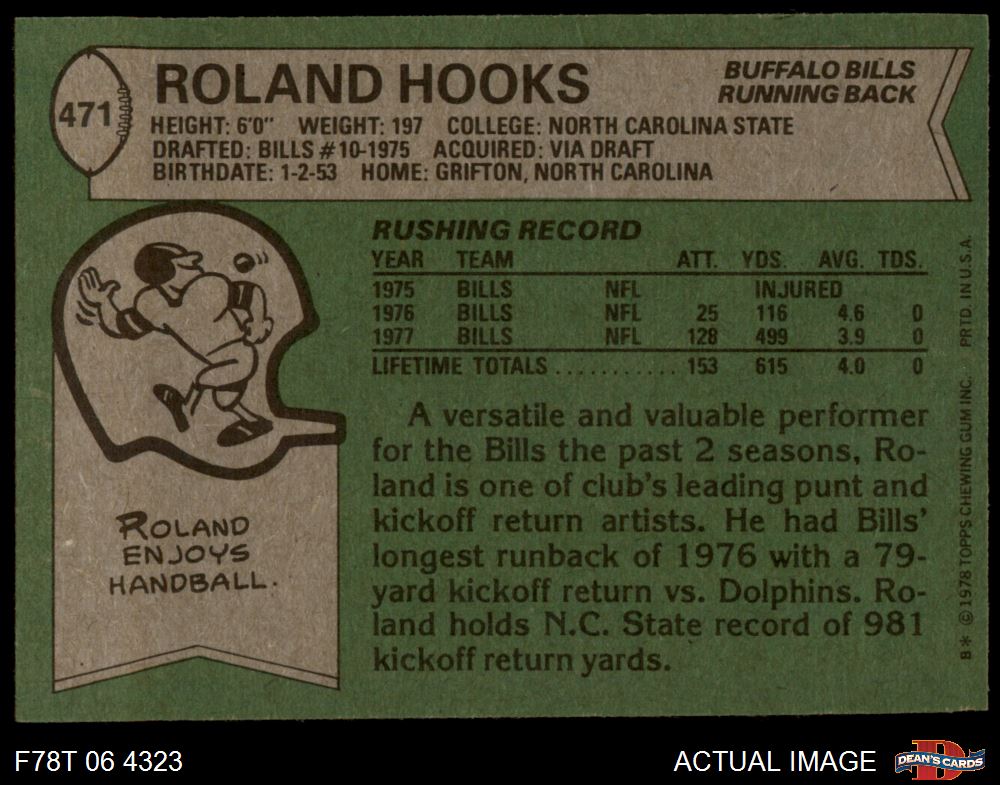 471
ROLAND HOOKS
BUFFALO BILLS
RUNNING BACK
HEIGHT: 6'0" WEIGHT: 197 COLLEGE: NORTH CAROLINA STATE
DRAFTED: BILLS #10-1975 ACQUIRED: VIA DRAFT
BIRTHDATE: 1-2-53 HOME: GRIFTON, NORTH CAROLINA
RUSHING RECORD
YEAR TEAM ATT. YDS. AVG. TDS.
1975 BILLS NFL INJURED
1976 BILLS NFL 25 116 4.6 0
1977 BILLS NFL 128 499 3.9 0
LIFETIME TOTALS ........... 153 615 4.0 0
A versatile and valuable performer
for the Bills the past 2 seasons, Ro-
land is one of club's leading punt and
kickoff return artists. He had Bills'
longest runback of 1976 with a 79-
yard kickoff return vs. Dolphins. Ro-
land holds N.C. State record of 981
kickoff return yards.
ROLAND
ENJOYS
HANDBALL.
B* ©1978 TOPPS CHEWING GUM INC. PRTD. IN U.S.A.
F78T 06 4323
ACTUAL IMAGE
D
DEAN'S CARDS